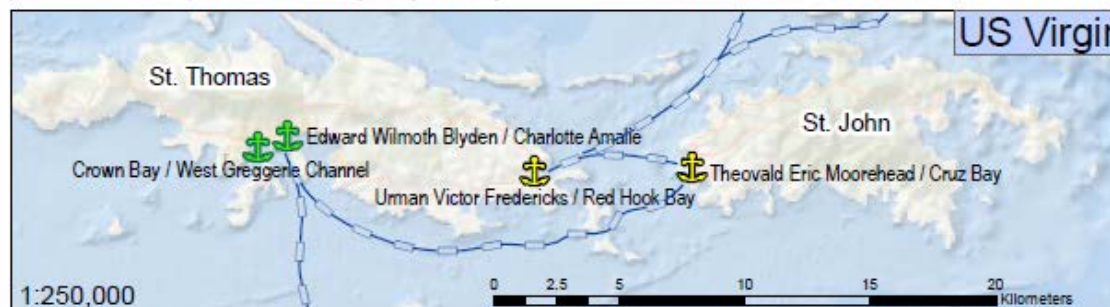 US Virgin
St. Thomas
St. John
Edward Wilmoth Blyden / Charlotte Amalie
Crown Bay / West Greggerie Channel
Theovald Eric Moorehead / Cruz Bay
Urman Victor Fredericks / Red Hook Bay
0 2.5 5 10 15 20
Kilometers
1:250,000